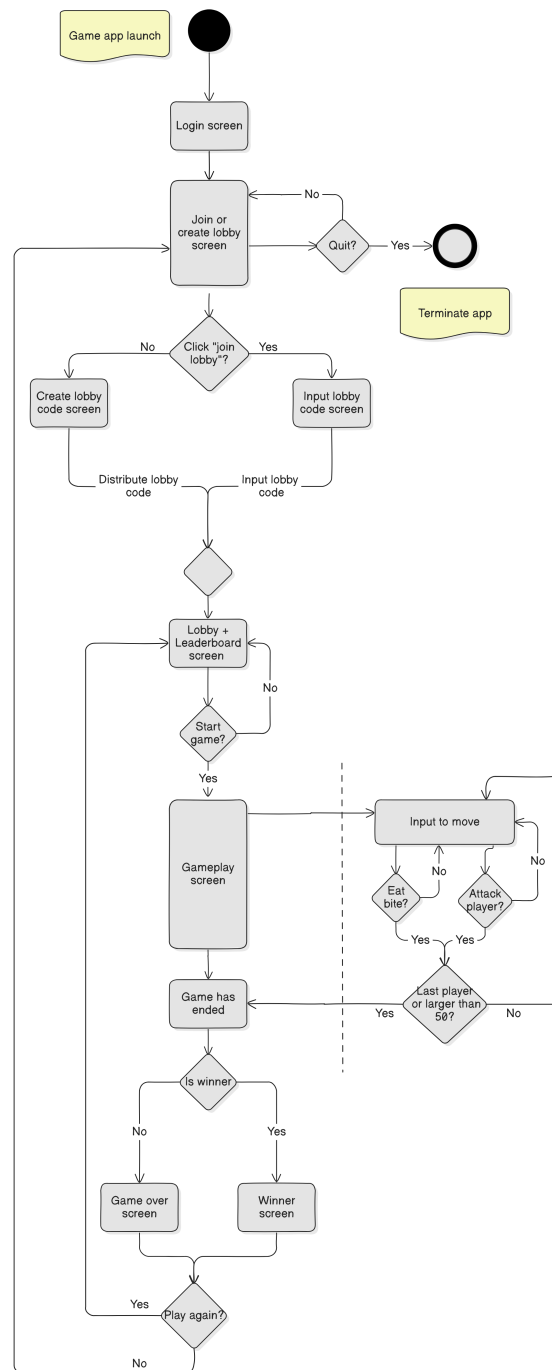 Game app launch
Login screen
Join or
create lobby
screen
No
Quit?
Yes
Terminate app
Click "join
lobby"?
No
Yes
Create lobby
code screen
Input lobby
code screen
Distribute lobby
code
Input lobby
code
Lobby +
Leaderboard
screen
No
Start
game?
Yes
Gameplay
screen
Input to move
No
No
Eat
bite?
Attack
player?
Yes
Yes
Last player
or larger than
50?
Yes
No
Game has
ended
Is winner
No
Yes
Game over
screen
Winner
screen
Play again?
Yes
No